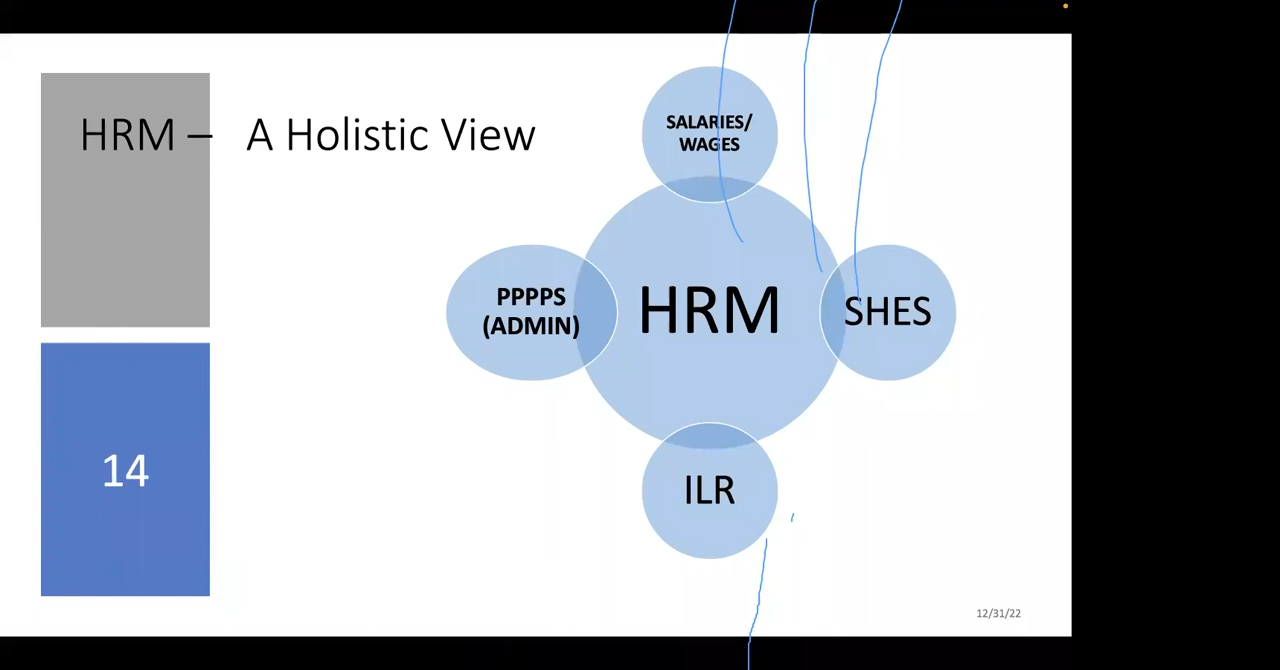 HRM – A Holistic View
SALARIES/
WAGES
PPPPS
(ADMIN)
HRM
SHES
ILR
14
12/31/22